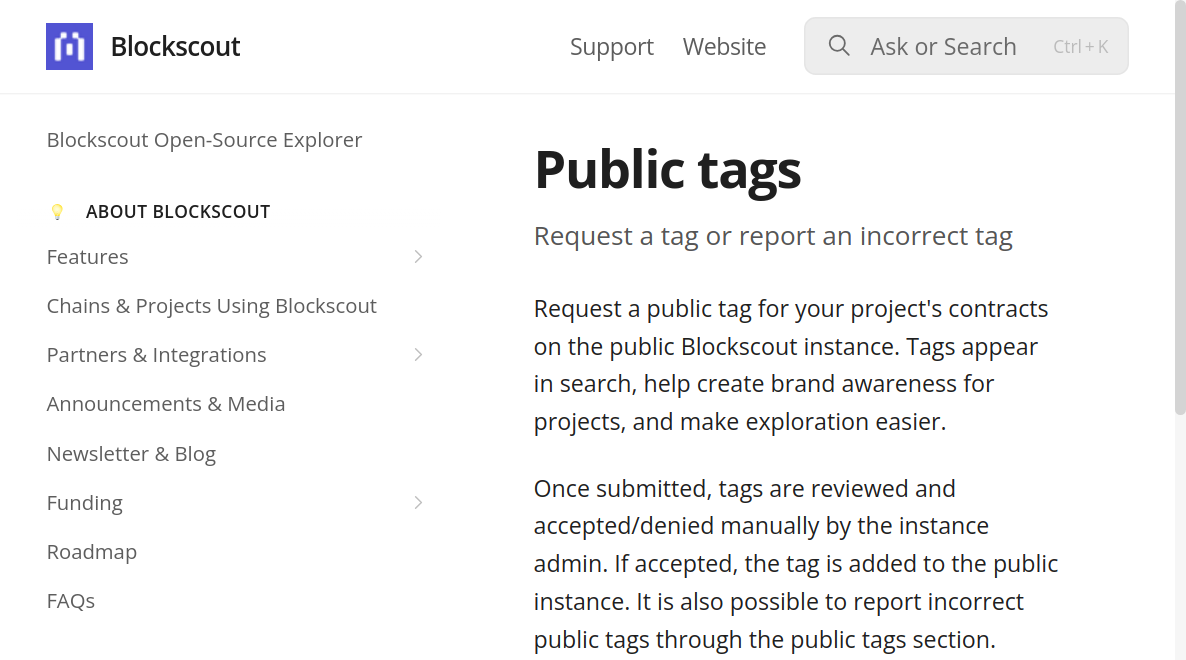 Blockscout
Support
Website
Ask or Search
Ctrl + K
Blockscout Open-Source Explorer
ABOUT BLOCKSCOUT
Features
Chains & Projects Using Blockscout
Partners & Integrations
Announcements & Media
Newsletter & Blog
Funding
Roadmap
FAQs
Public tags
Request a tag or report an incorrect tag
Request a public tag for your project's contracts
on the public Blockscout instance. Tags appear
in search, help create brand awareness for
projects, and make exploration easier.
Once submitted, tags are reviewed and
accepted/denied manually by the instance
admin. If accepted, the tag is added to the public
instance. It is also possible to report incorrect
public tags through the public tags section.